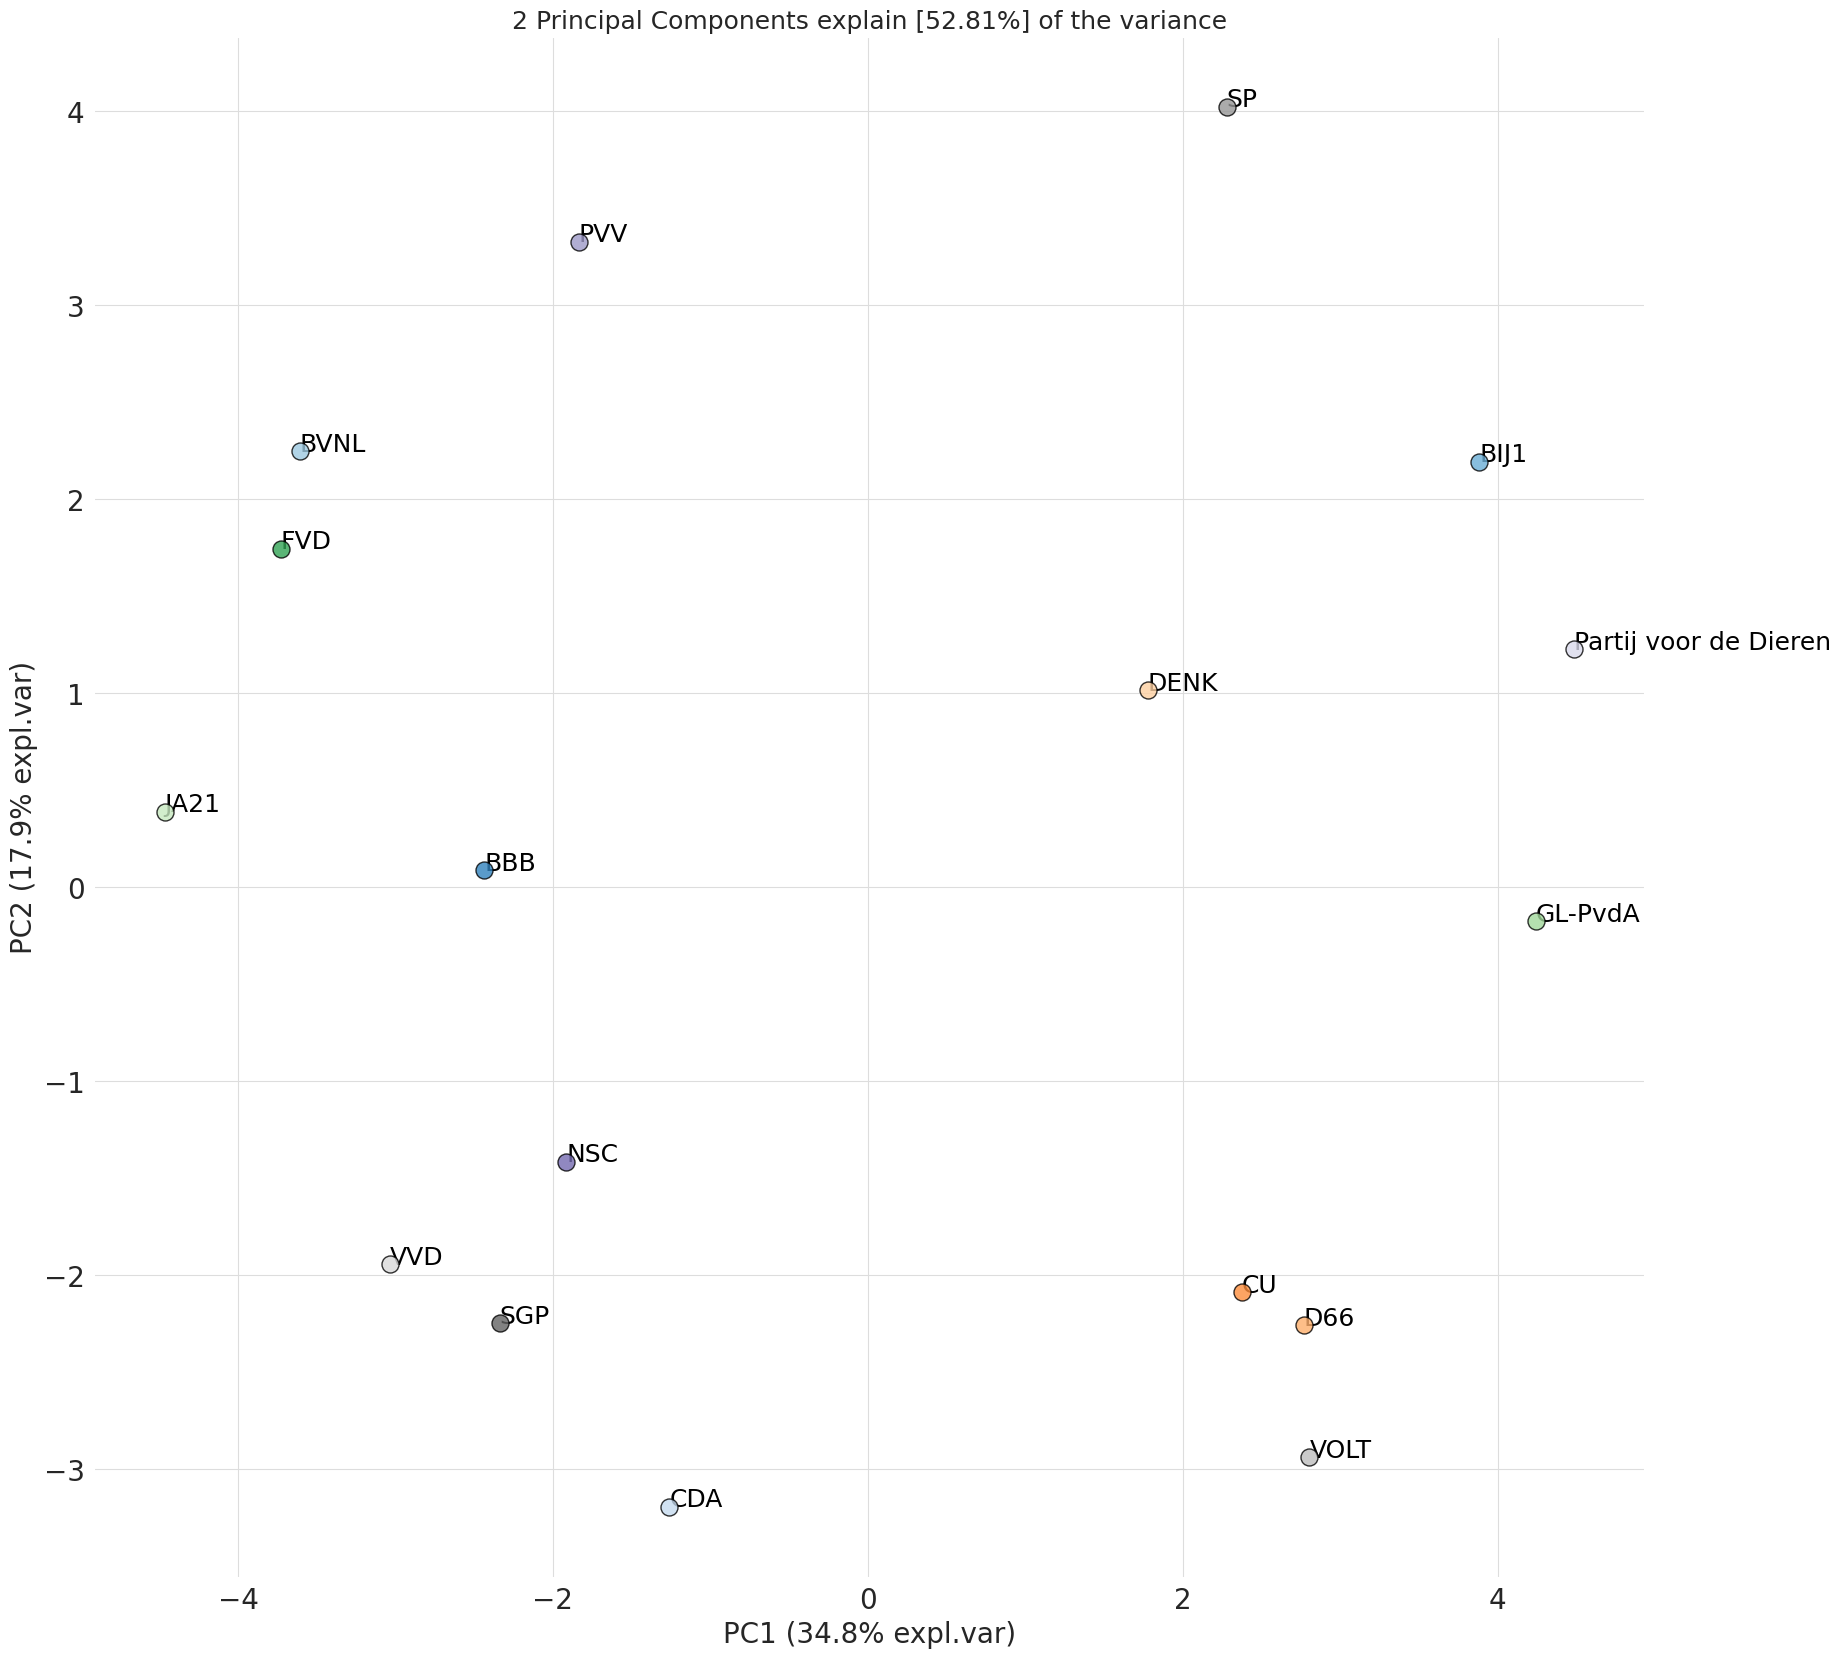 2 Principal Components explain [52.81%] of the variance
SP
4
PVV
3
BVNL
BIJ1
2
FVD
Partij voor de Dieren
DENK
1
JA21
BBB
0
GL-PvdA
−1
NSC
VVD
−2
CU
SGP
D66
VOLT
−3
CDA
PC2 (17.9% expl.var)
−4 −2 0 2 4
PC1 (34.8% expl.var)